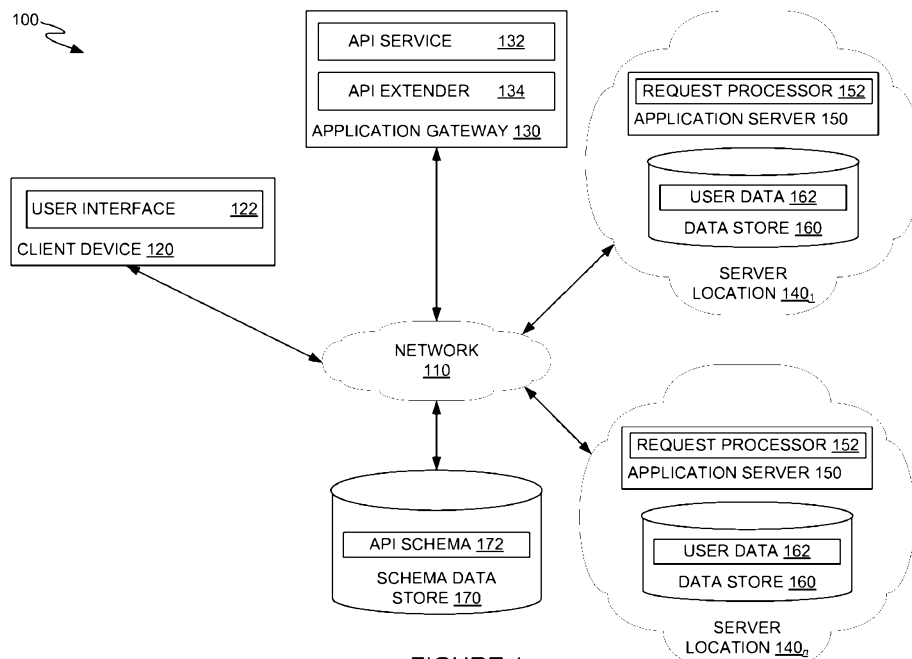 100
API SERVICE 132
API EXTENDER 134
APPLICATION GATEWAY 130
REQUEST PROCESSOR 152
APPLICATION SERVER 150
USER DATA 162
DATA STORE 160
SERVER
LOCATION 140₁
USER INTERFACE 122
CLIENT DEVICE 120
NETWORK
110
REQUEST PROCESSOR 152
APPLICATION SERVER 150
USER DATA 162
DATA STORE 160
SERVER
LOCATION 140ₙ
API SCHEMA 172
SCHEMA DATA
STORE 170